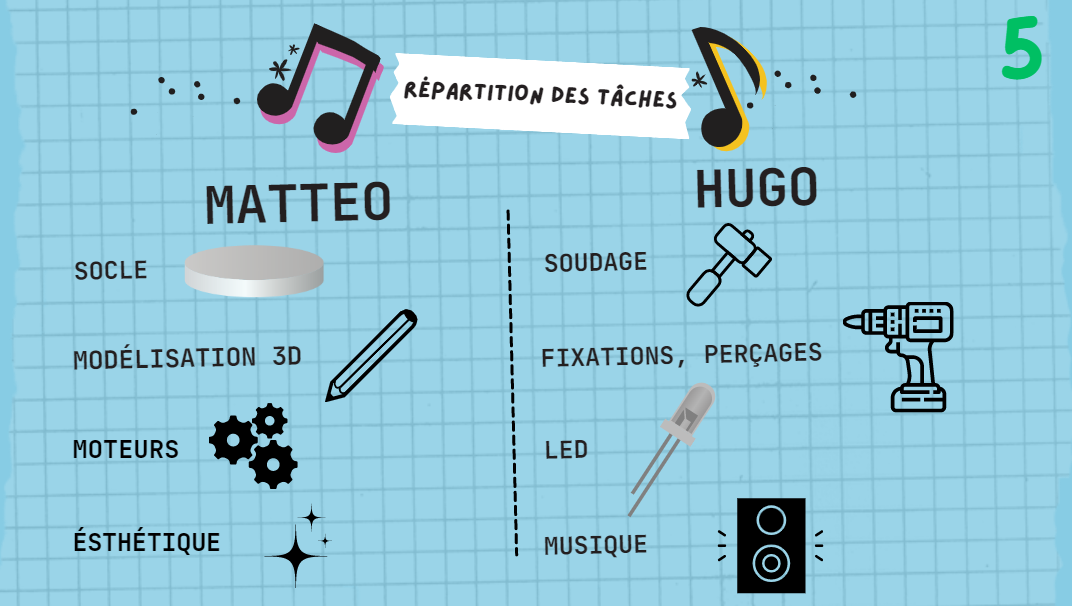 5
RÉPARTITION DES TÂCHES
MATTEO
SOCLE
MODÉLISATION 3D
MOTEURS
ÉSTHÉTIQUE
HUGO
SOUDAGE
FIXATIONS, PERÇAGES
LED
MUSIQUE